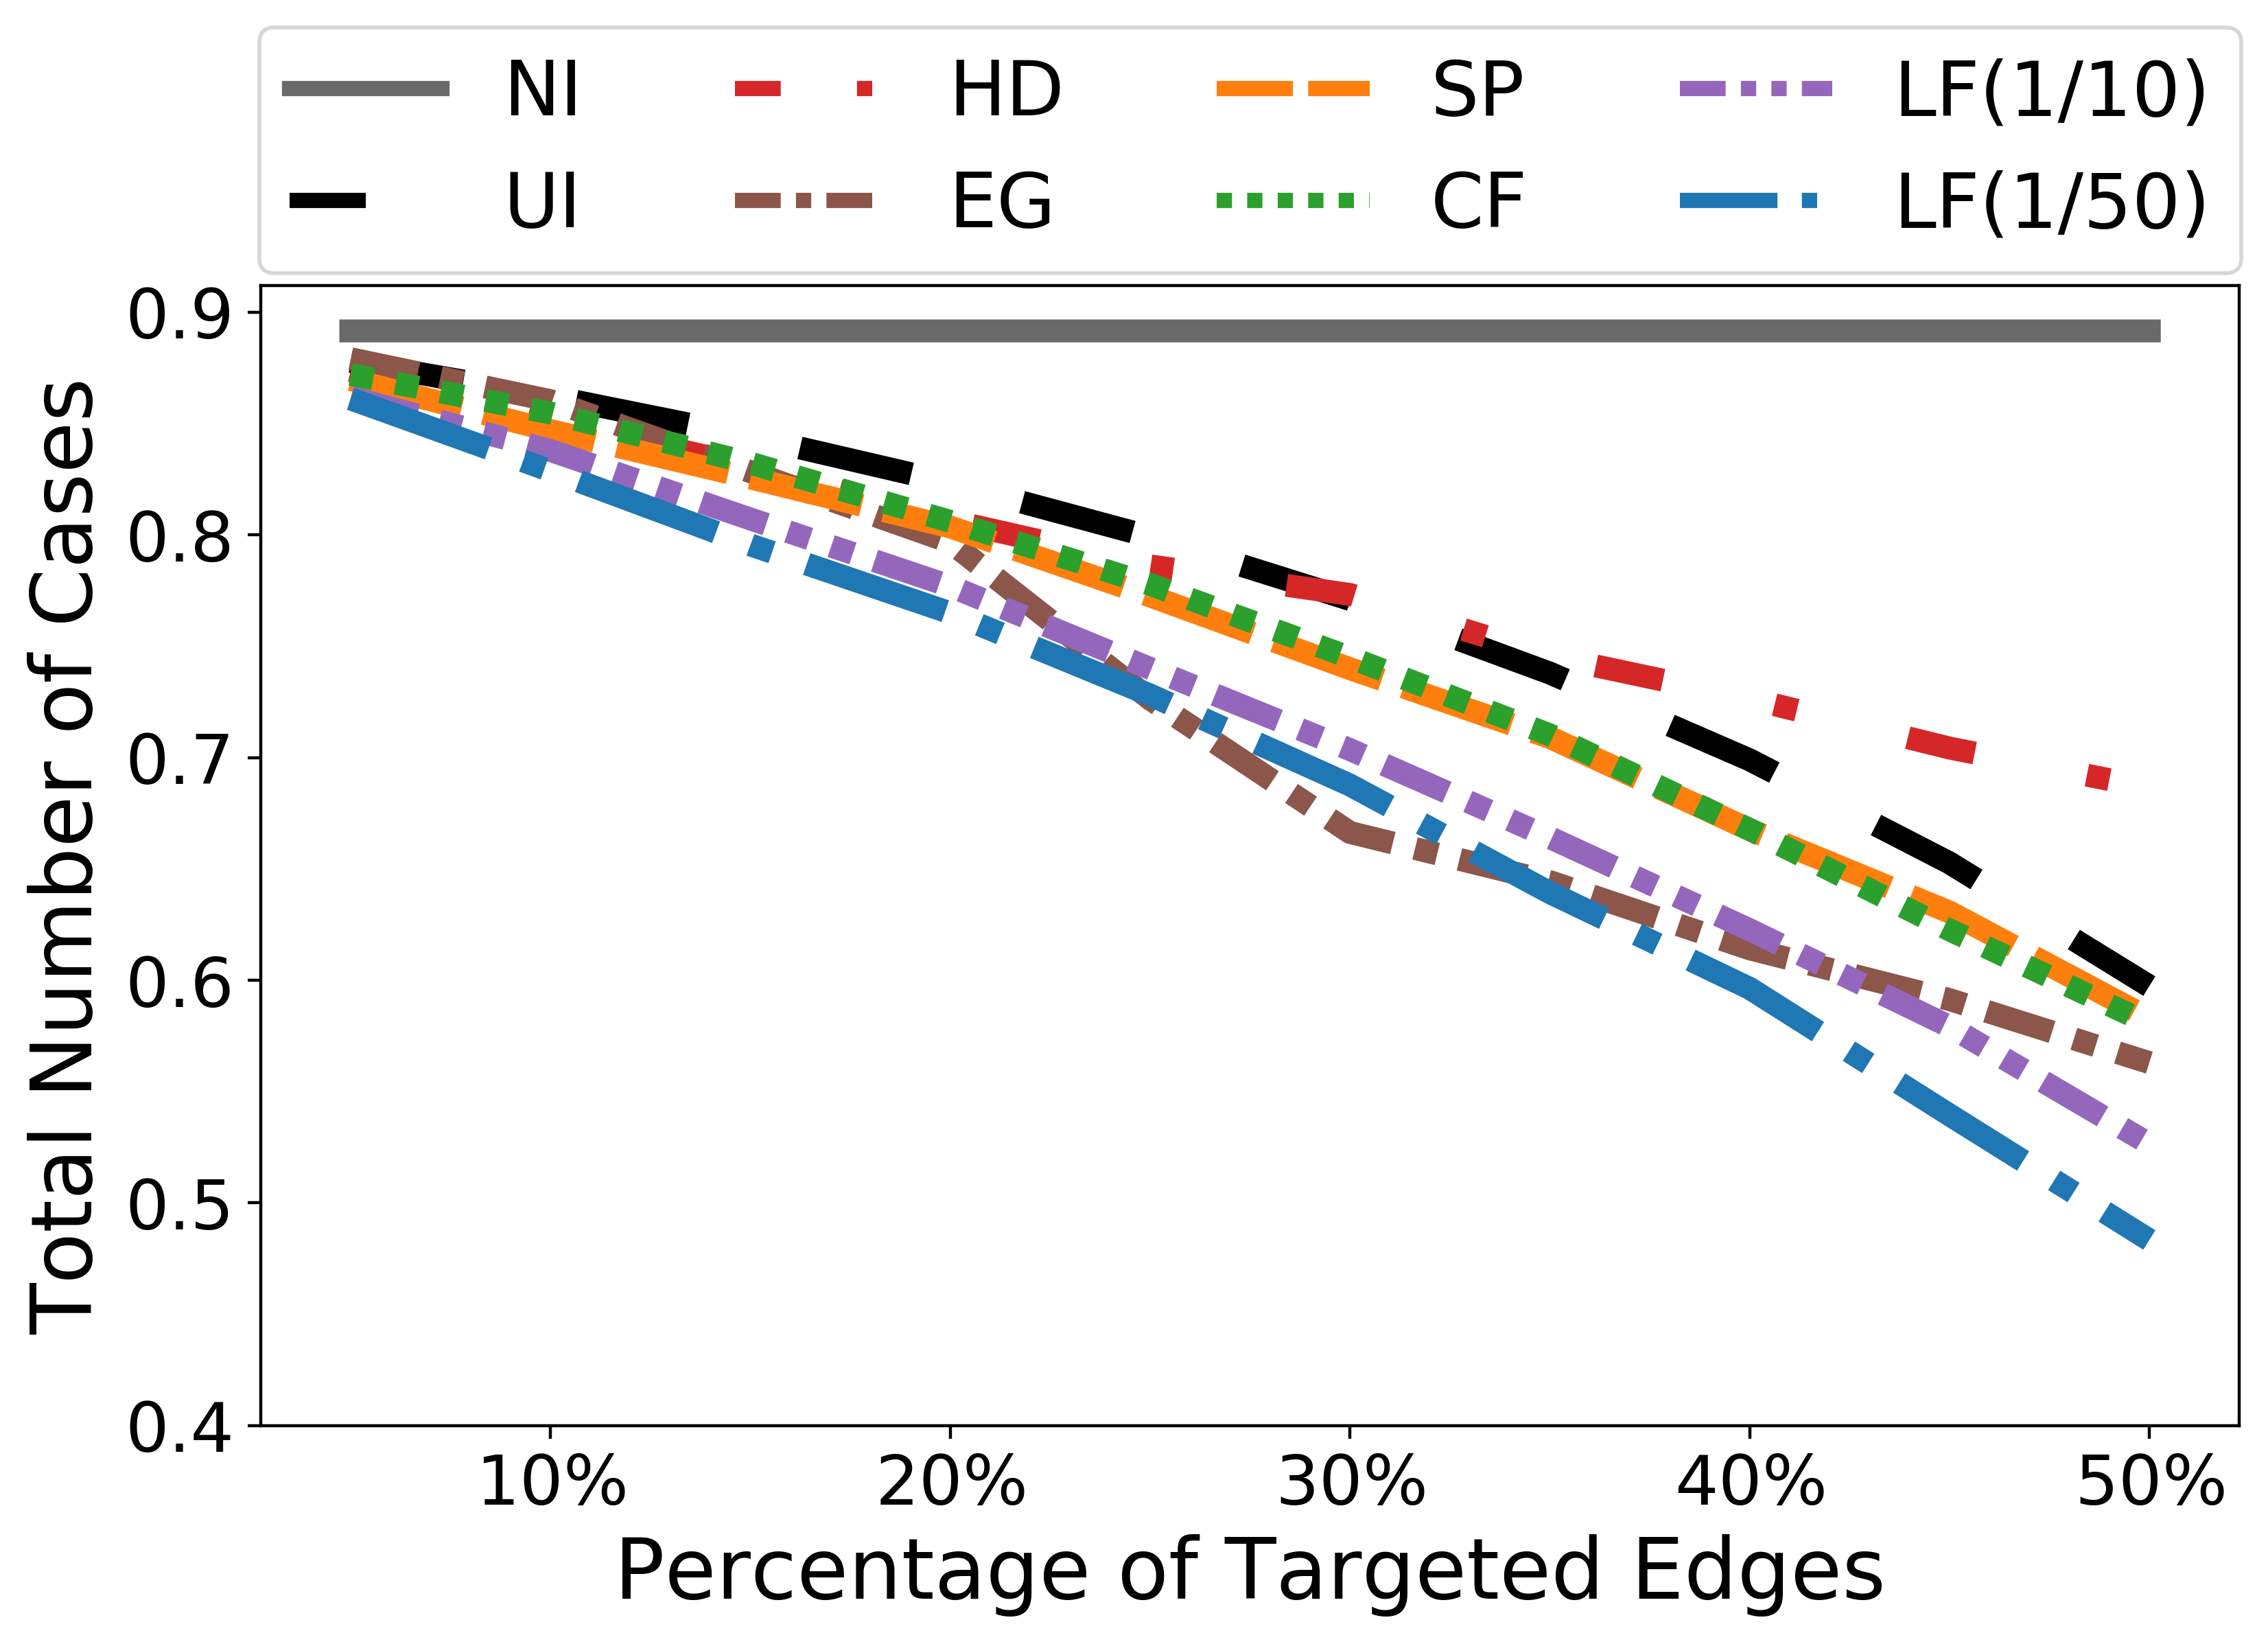 NI HD SP LF(1/10)
UI EG CF LF(1/50)
Total Number of Cases
0.9
0.8
0.7
0.6
0.5
0.4
10% 20% 30% 40% 50%
Percentage of Targeted Edges